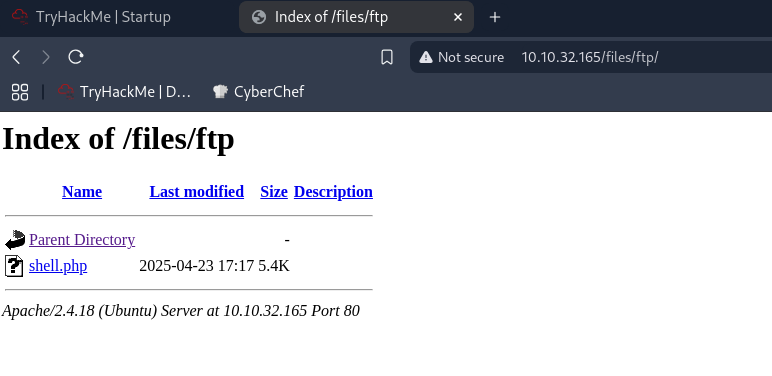 TryHackMe | Startup
Index of /files/ftp
Not secure 10.10.32.165/files/ftp/
TryHackMe | D... CyberChef
Index of /files/ftp
Name Last modified Size Description
Parent Directory -
shell.php 2025-04-23 17:17 5.4K
Apache/2.4.18 (Ubuntu) Server at 10.10.32.165 Port 80